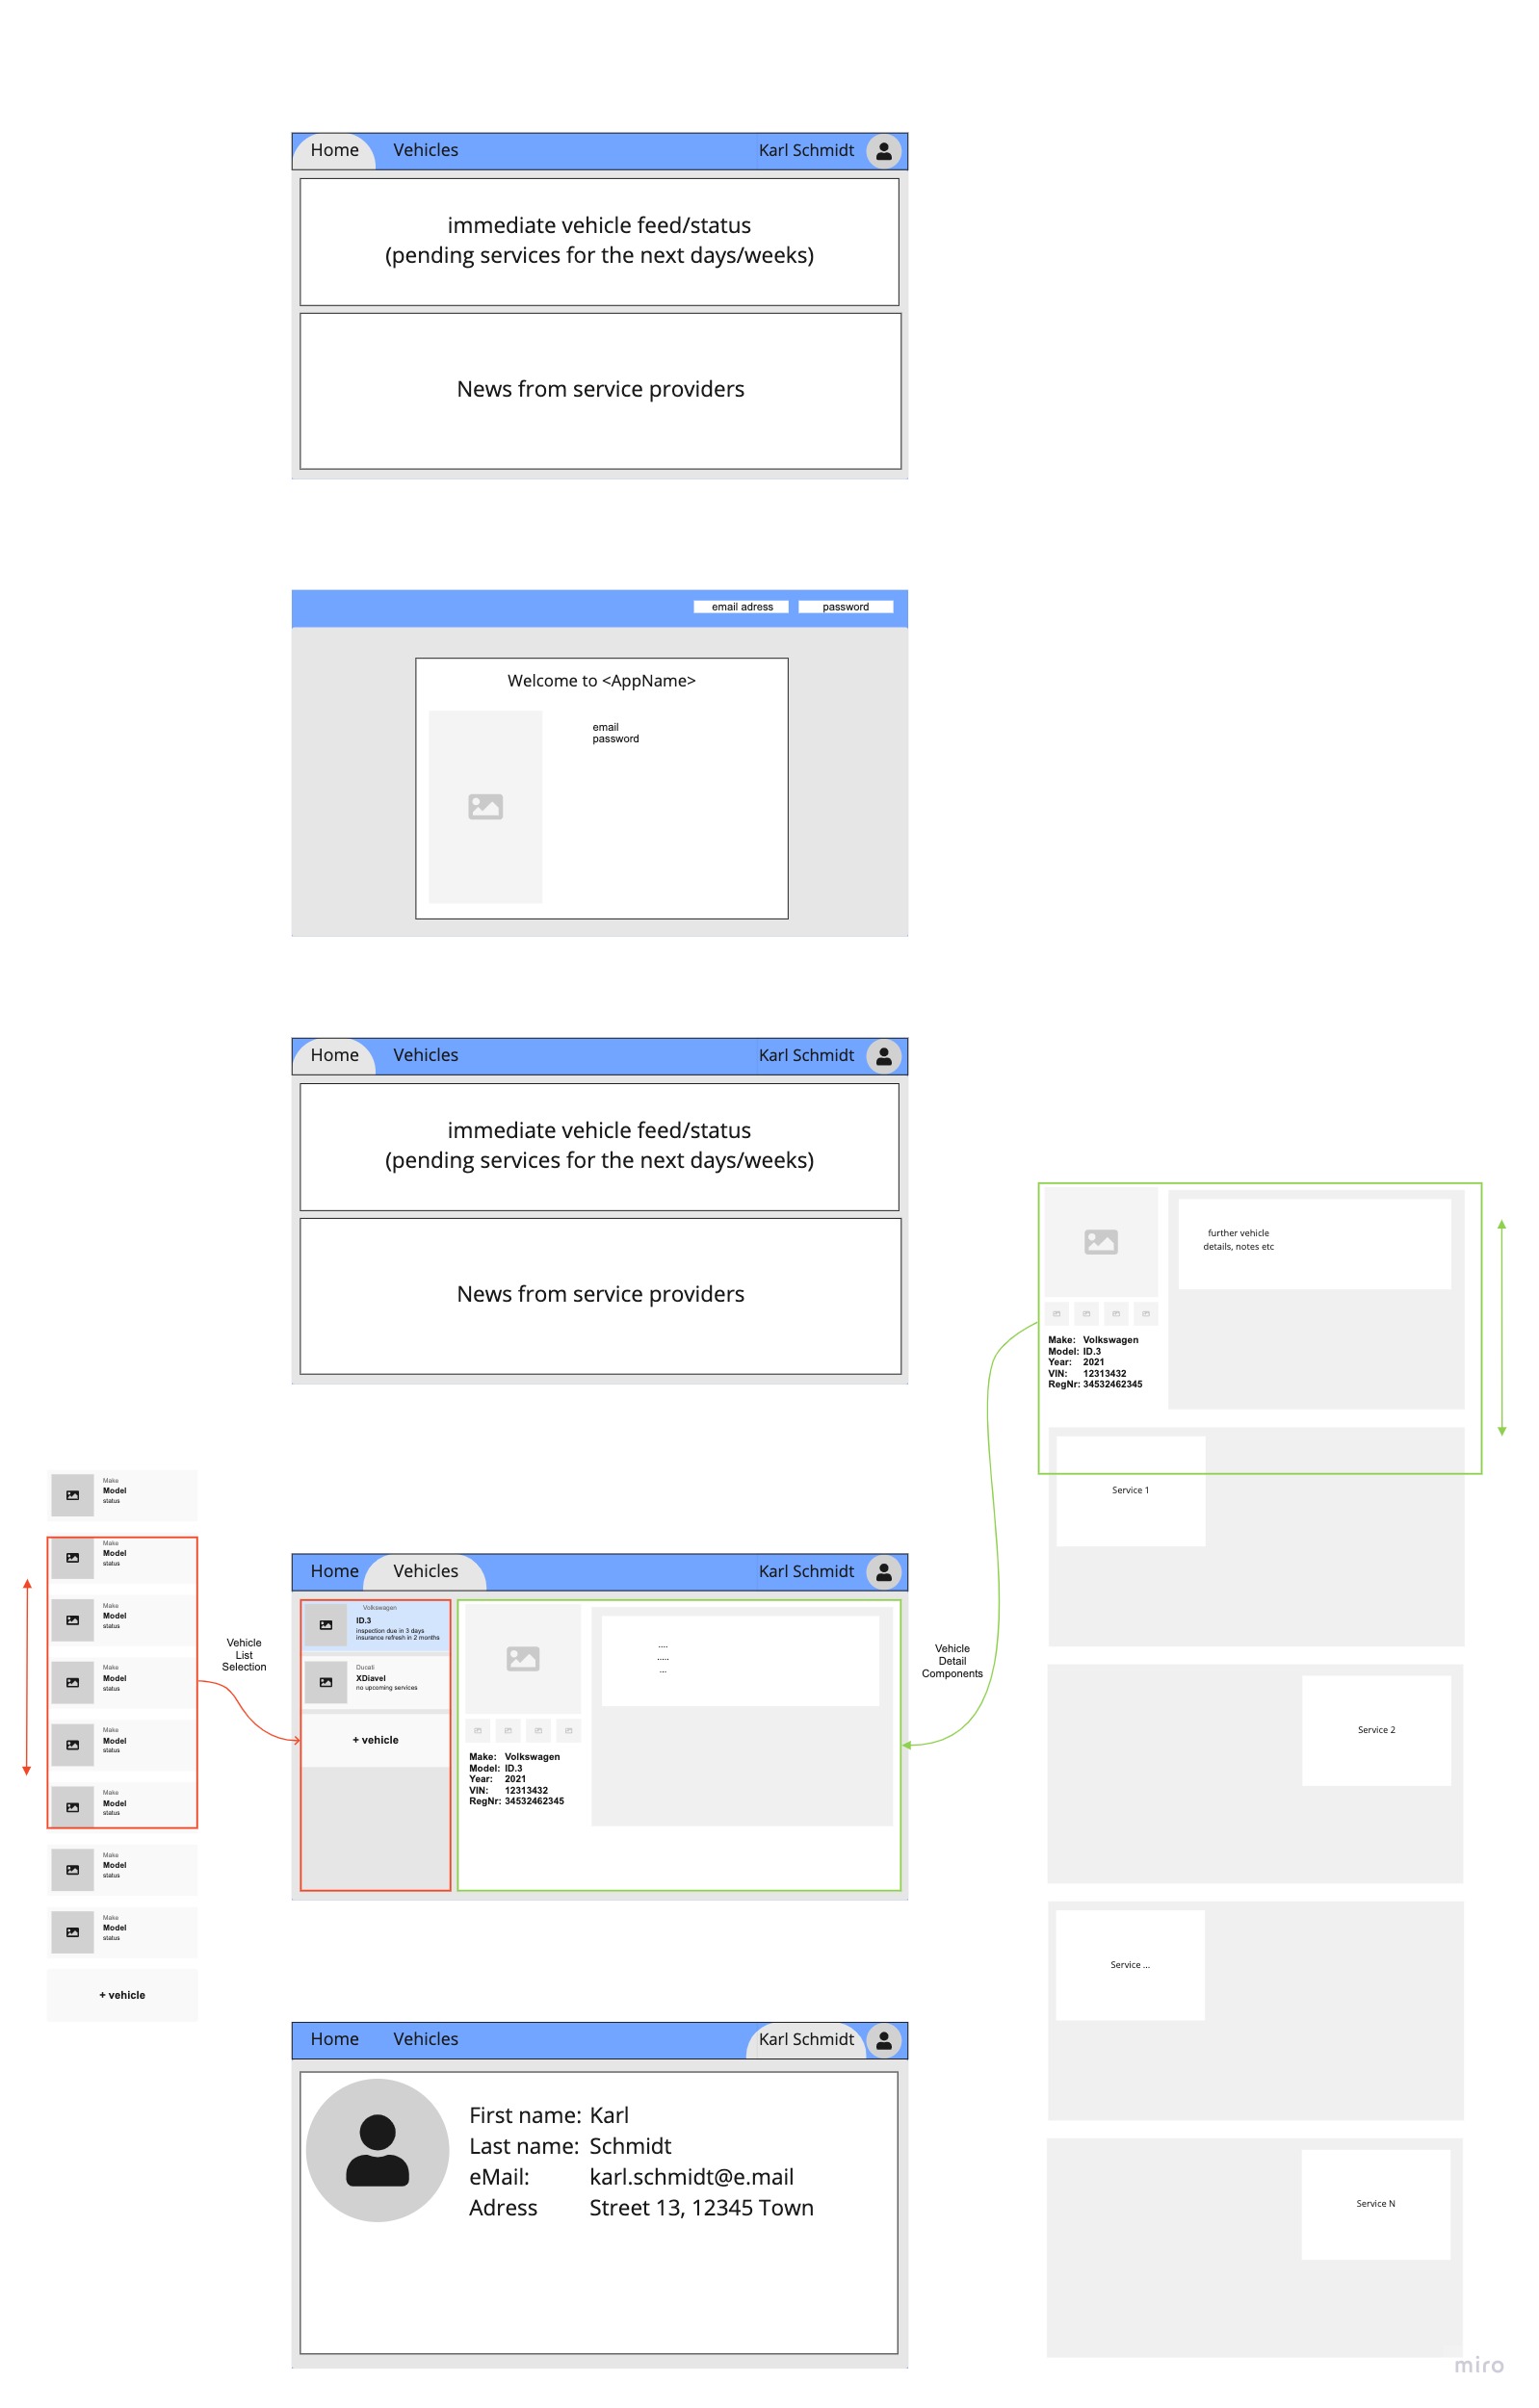 Home
Vehicles
Karl Schmidt
immediate vehicle feed/status
(pending services for the next days/weeks)
News from service providers
email adress
password
Welcome to <AppName>
email
password
Home
Vehicles
Karl Schmidt
immediate vehicle feed/status
(pending services for the next days/weeks)
News from service providers
further vehicle
details, notes etc
Make: Volkswagen
Model: ID.3
Year: 2021
VIN: 12313432
RegNr: 34532462345
Service 1
Service 2
Service ...
Service N
Make
Model
status
Make
Model
status
Make
Model
status
Make
Model
status
Make
Model
status
Make
Model
status
Make
Model
status
Make
Model
status
+ vehicle
Vehicle
List
Selection
Home
Vehicles
Karl Schmidt
Volkswagen
ID.3
inspection due in 3 days
insurance refresh in 2 months
Ducati
XDiavel
no upcoming services
+ vehicle
....
.....
...
Make: Volkswagen
Model: ID.3
Year: 2021
VIN: 12313432
RegNr: 34532462345
Vehicle
Detail
Components
Home
Vehicles
Karl Schmidt
First name: Karl
Last name: Schmidt
eMail: karl.schmidt@e.mail
Adress Street 13, 12345 Town
miro